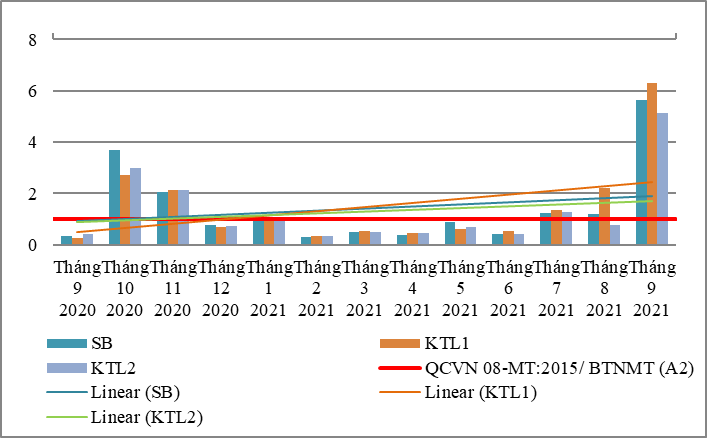 8
6
4
2
0
Tháng Tháng Tháng Tháng Tháng Tháng Tháng Tháng Tháng Tháng Tháng Tháng Tháng
9 10 11 12 1 2 3 4 5 6 7 8 9
2020 2020 2020 2020 2021 2021 2021 2021 2021 2021 2021 2021 2021
SB KTL1
KTL2 QCVN 08-MT:2015/ BTNMT (A2)
Linear (SB) Linear (KTL1)
Linear (KTL2)